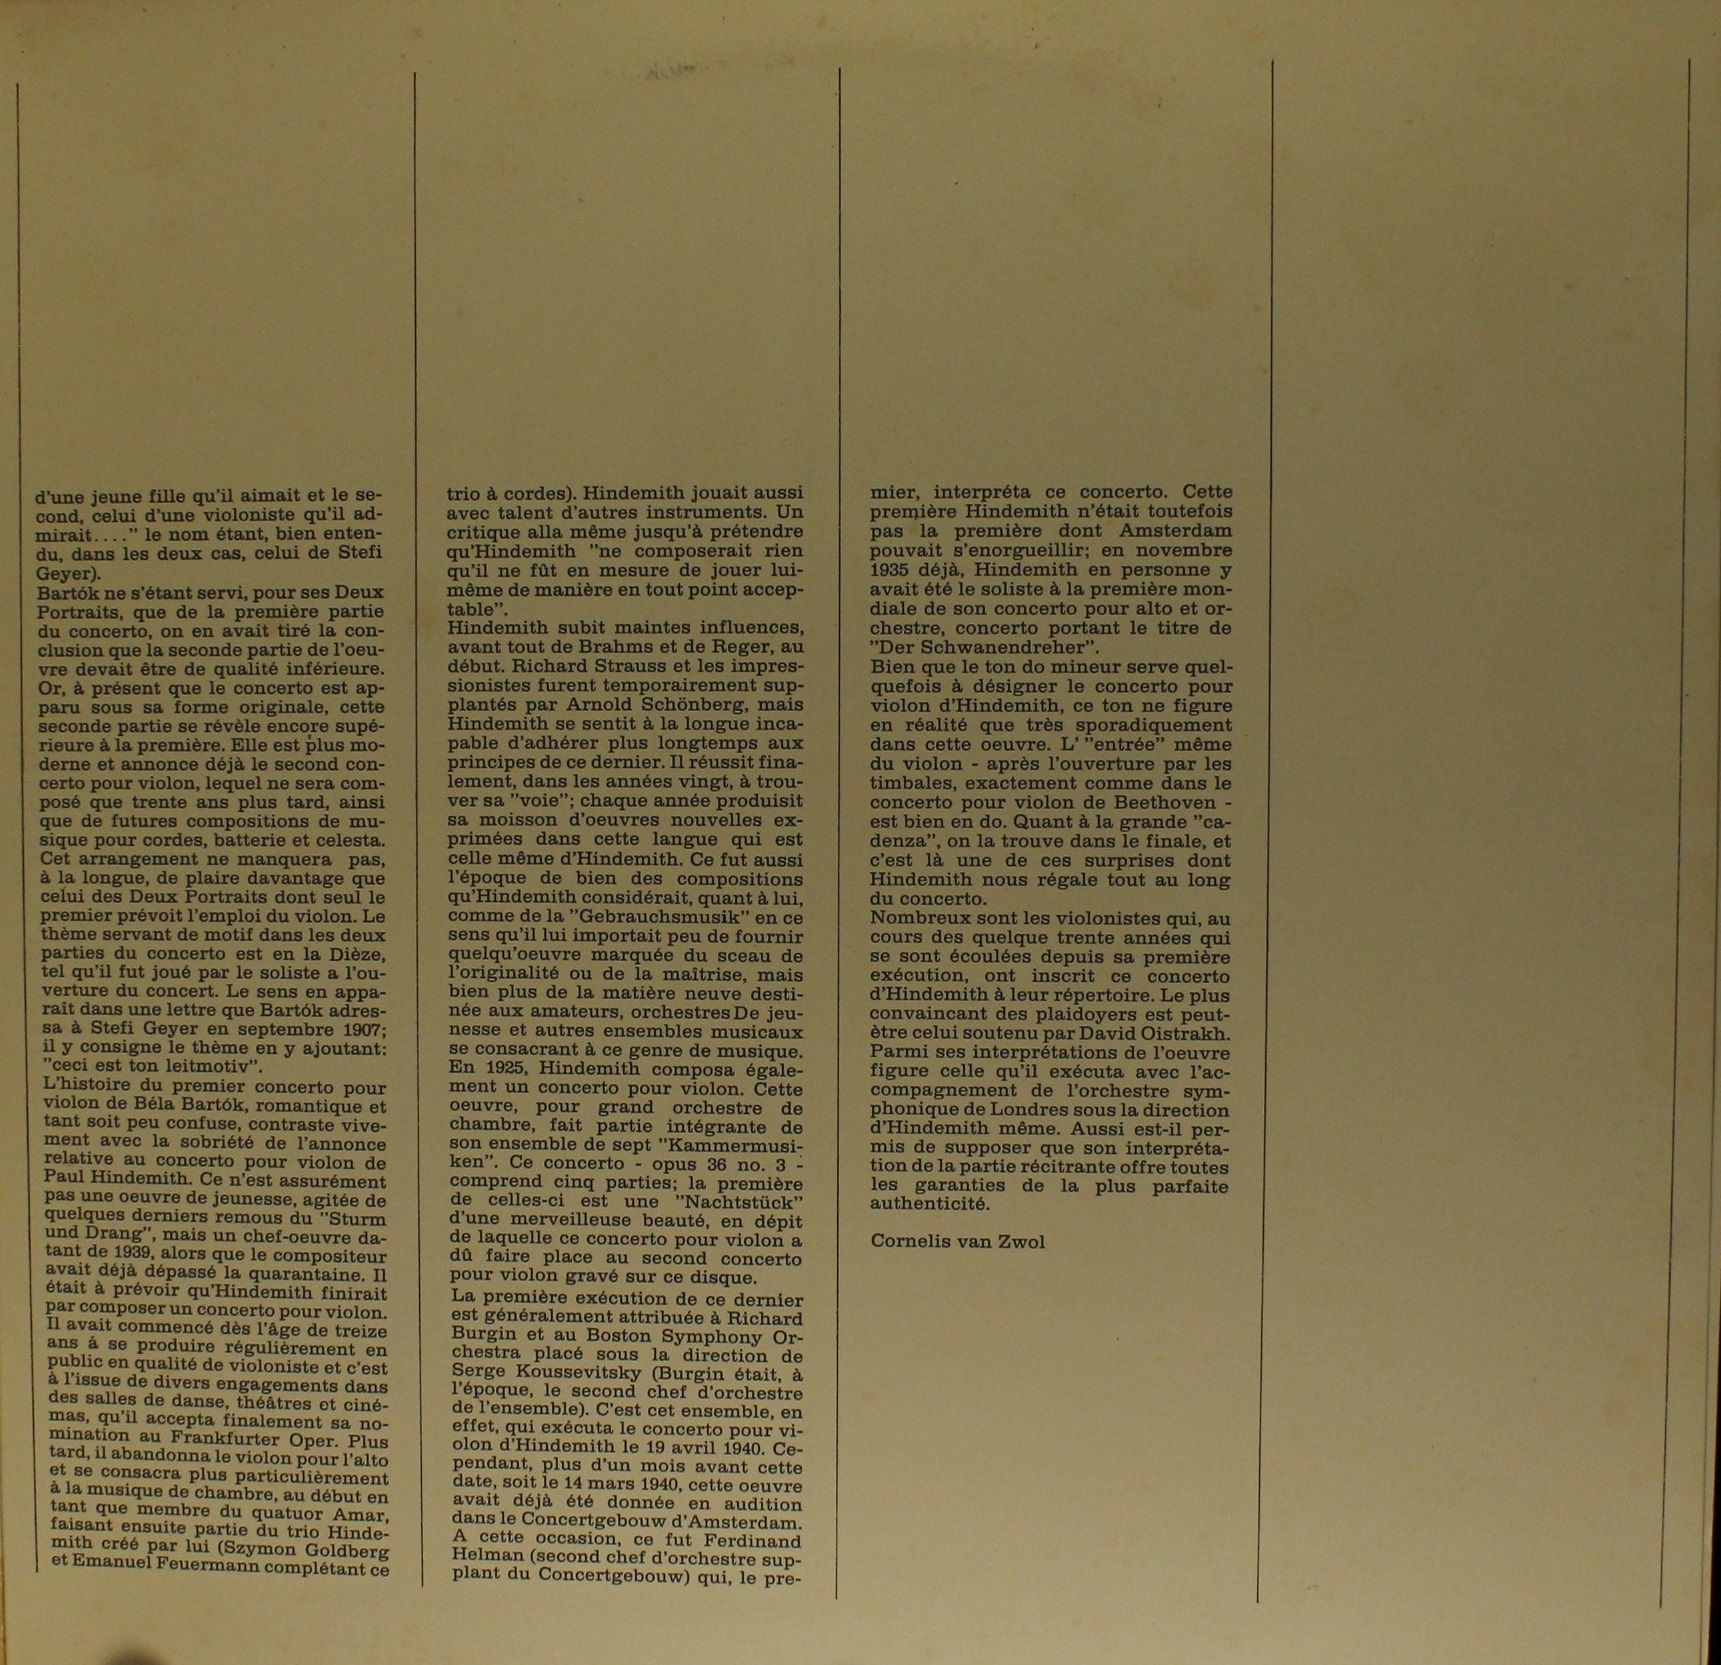 d'une jeune fille qu'il aimait et le se-
cond, celui d'une violoniste qu'il ad-
mirait....” le nom étant, bien enten-
du, dans les deux cas, celui de Stefi
Geyer).
Bartók ne s'étant servi, pour ses Deux
Portraits, que de la première partie
du concerto, on en avait tiré la con-
clusion que la seconde partie de l'oeu-
vre devait être de qualité inférieure.
Or, à présent que le concerto est ap-
paru sous sa forme originale, cette
seconde partie se révèle encore supé-
rieure à la première. Elle est plus mo-
derne et annonce déjà le second con-
certo pour violon, lequel ne sera com-
posé que trente ans plus tard, ainsi
que de futures compositions de mu-
sique pour cordes, batterie et celesta.
Cet arrangement ne manquera pas,
à la longue, de plaire davantage que
celui des Deux Portraits dont seul le
premier prévoit l'emploi du violon. Le
thème servant de motif dans les deux
parties du concerto est en la Dièze,
tel qu'il fut joué par le soliste a l'ou-
verture du concert. Le sens en appa-
raît dans une lettre que Bartók adres-
sa à Stefi Geyer en septembre 1907;
il y consigne le thème en y ajoutant:
”ceci est ton leitmotiv”.
L'histoire du premier concerto pour
violon de Béla Bartók, romantique et
tant soit peu confuse, contraste vive-
ment avec la sobriété de l'annonce
relative au concerto pour violon de
Paul Hindemith. Ce n'est assurément
pas une oeuvre de jeunesse, agitée de
quelques derniers remous du ”Sturm
und Drang”, mais un chef-oeuvre da-
tant de 1939, alors que le compositeur
avait déjà dépassé la quarantaine. Il
était à prévoir qu'Hindemith finirait
par composer un concerto pour violon.
Il avait commencé dès l'âge de treize
ans à se produire régulièrement en
public en qualité de violoniste et c'est
à l'issue de divers engagements dans
des salles de danse, théâtres et ciné-
mas, qu'il accepta finalement sa no-
mination au Frankfurter Oper. Plus
tard, il abandonna le violon pour l'alto
et se consacra plus particulièrement
à la musique de chambre, au début en
tant que membre du quatuor Amar,
faisant ensuite partie du trio Hinde-
mith créé par lui (Szymon Goldberg
et Emanuel Feuermann complétant ce
trio à cordes). Hindemith jouait aussi
avec talent d'autres instruments. Un
critique alla même jusqu'à prétendre
qu'Hindemith ”ne composerait rien
qu'il ne fût en mesure de jouer lui-
même de manière en tout point accep-
table”.
Hindemith subit maintes influences,
avant tout de Brahms et de Reger, au
début. Richard Strauss et les impres-
sionistes furent temporairement sup-
plantés par Arnold Schönberg, mais
Hindemith se sentit à la longue inca-
pable d'adhérer plus longtemps aux
principes de ce dernier. Il réussit fina-
lement, dans les années vingt, à trou-
ver sa ”voie”; chaque année produisit
sa moisson d'oeuvres nouvelles ex-
primées dans cette langue qui est
celle même d'Hindemith. Ce fut aussi
l'époque de bien des compositions
qu'Hindemith considérait, quant à lui,
comme de la ”Gebrauchsmusik” en ce
sens qu'il lui importait peu de fournir
quelqu'oeuvre marquée du sceau de
l'originalité ou de la maîtrise, mais
bien plus de la matière neuve desti-
née aux amateurs, orchestres De jeu-
nesse et autres ensembles musicaux
se consacrant à ce genre de musique.
En 1925, Hindemith composa égale-
ment un concerto pour violon. Cette
oeuvre, pour grand orchestre de
chambre, fait partie intégrante de
son ensemble de sept ”Kammermusi-
ken”. Ce concerto - opus 36 no. 3 -
comprend cinq parties; la première
de celles-ci est une ”Nachtstück”
d'une merveilleuse beauté, en dépit
de laquelle ce concerto pour violon a
dû faire place au second concerto
pour violon gravé sur ce disque.
La première exécution de ce dernier
est généralement attribuée à Richard
Burgin et au Boston Symphony Or-
chestra placé sous la direction de
Serge Koussevitsky (Burgin était, à
l'époque, le second chef d'orchestre
de l'ensemble). C'est cet ensemble, en
effet, qui exécuta le concerto pour vi-
olon d'Hindemith le 19 avril 1940. Ce-
pendant, plus d'un mois avant cette
date, soit le 14 mars 1940, cette oeuvre
avait déjà été donnée en audition
dans le Concertgebouw d'Amsterdam.
A cette occasion, ce fut Ferdinand
Helman (second chef d'orchestre sup-
plant du Concertgebouw) qui, le pre-
mier, interpréta ce concerto. Cette
première Hindemith n'était toutefois
pas la première dont Amsterdam
pouvait s'enorgueillir; en novembre
1935 déjà, Hindemith en personne y
avait été le soliste à la première mon-
diale de son concerto pour alto et or-
chestre, concerto portant le titre de
”Der Schwanendreher”.
Bien que le ton do mineur serve quel-
quefois à désigner le concerto pour
violon d'Hindemith, ce ton ne figure
en réalité que très sporadiquement
dans cette oeuvre. L' ”entrée” même
du violon - après l'ouverture par les
timbales, exactement comme dans le
concerto pour violon de Beethoven -
est bien en do. Quant à la grande ”ca-
denza”, on la trouve dans le finale, et
c'est là une de ces surprises dont
Hindemith nous régale tout au long
du concerto.
Nombreux sont les violonistes qui, au
cours des quelque trente années qui
se sont écoulées depuis sa première
exécution, ont inscrit ce concerto
d'Hindemith à leur répertoire. Le plus
convaincant des plaidoyers est peut-
être celui soutenu par David Oistrakh.
Parmi ses interprétations de l'oeuvre
figure celle qu'il exécuta avec l'ac-
compagnement de l'orchestre sym-
phonique de Londres sous la direction
d'Hindemith même. Aussi est-il per-
mis de supposer que son interpréta-
tion de la partie récitrante offre toutes
les garanties de la plus parfaite
authenticité.
Cornelis van Zwol